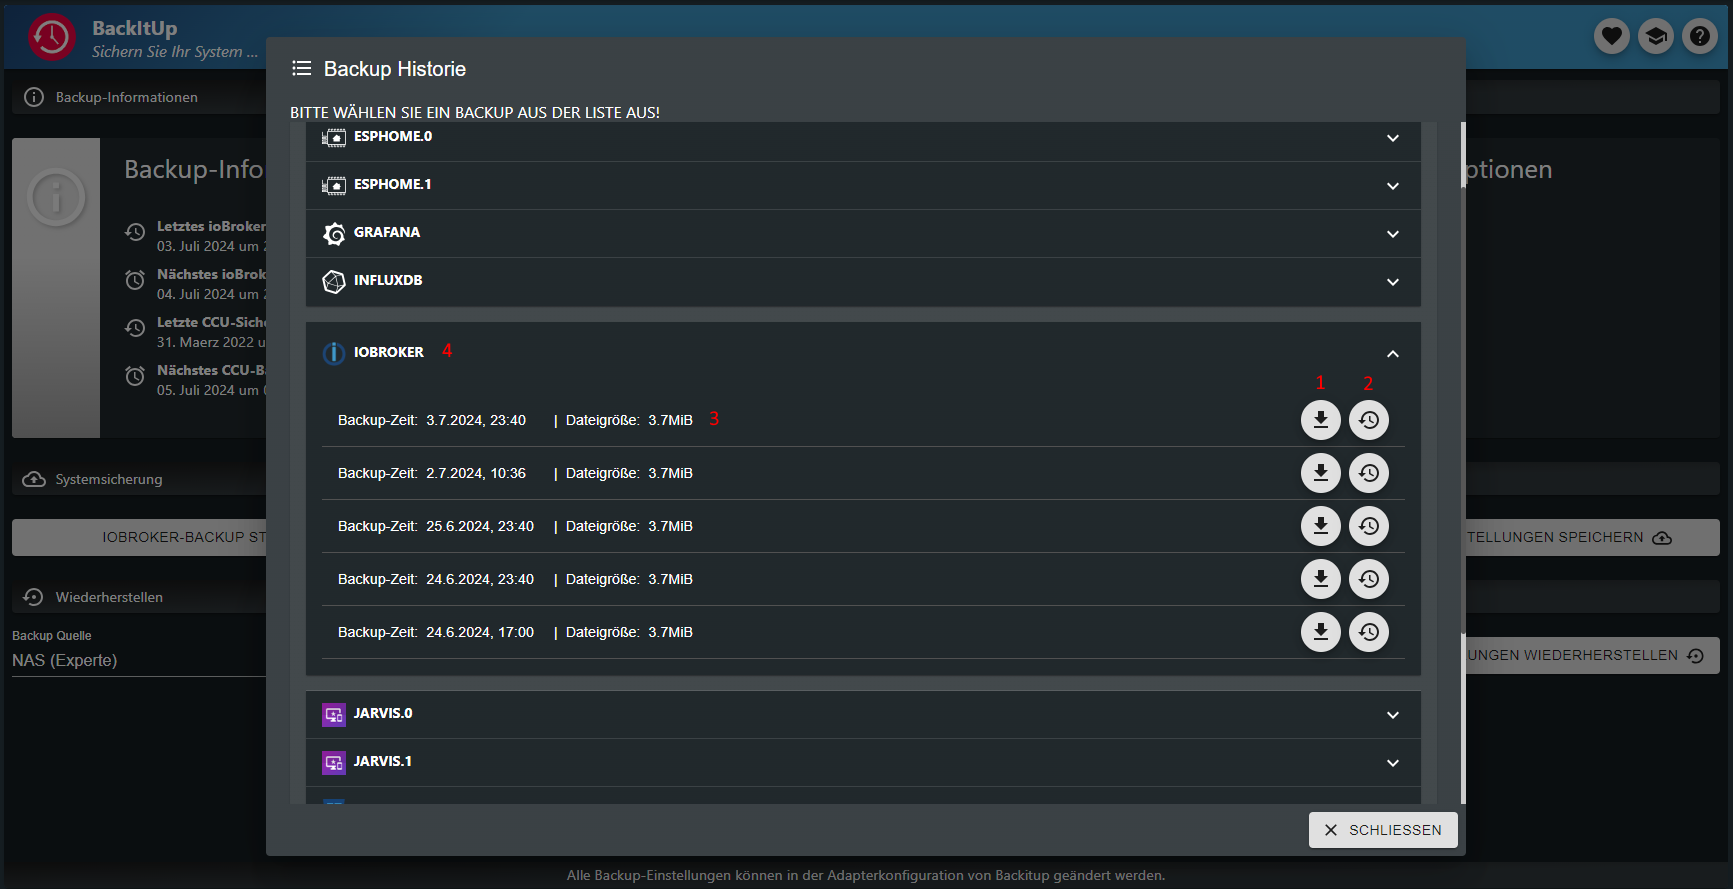 BackItUp
Sichern Sie Ihr System ...
Backup Historie
Backup-Informationen
BITTE WÄHLEN SIE EIN BACKUP AUS DER LISTE AUS!
ESPHOME.0
ESPHOME.1
GRAFANA
INFLUXDB
IOBROKER 4
1 2
Backup-Zeit: 3.7.2024, 23:40 | Dateigröße: 3.7MiB 3
Backup-Zeit: 2.7.2024, 10:36 | Dateigröße: 3.7MiB
Backup-Zeit: 25.6.2024, 23:40 | Dateigröße: 3.7MiB
Backup-Zeit: 24.6.2024, 23:40 | Dateigröße: 3.7MiB
Backup-Zeit: 24.6.2024, 17:00 | Dateigröße: 3.7MiB
JARVIS.0
JARVIS.1
SCHLIESSEN
Backup-Info
ptionen
Letztes ioBroker
03. Juli 2024 um
Nächstes ioBrok
04. Juli 2024 um
Letzte CCU-Siche
31. Maerz 2022 u
Nächstes CCU-B
05. Juli 2024 um
Systemsicherung
IOBROKER-BACKUP ST
TELLUNGEN SPEICHERN
Wiederherstellen
Backup Quelle
NAS (Experte)
UNGEN WIEDERHERSTELLEN
Alle Backup-Einstellungen können in der Adapterkonfiguration von Backitup geändert werden.